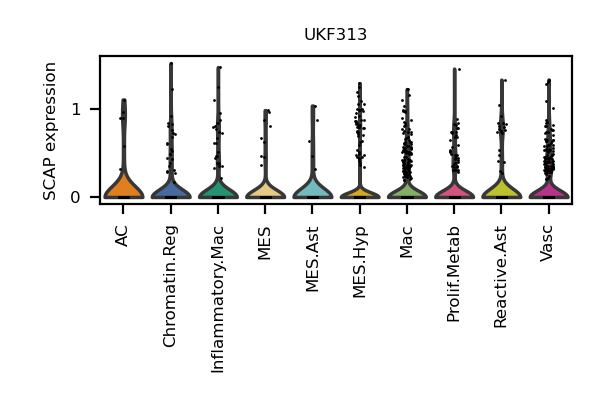 UKF313
SCAP expression
1
0
AC
Chromatin.Reg
Inflammatory.Mac
MES
MES.Ast
MES.Hyp
Mac
Prolif.Metab
Reactive.Ast
Vasc